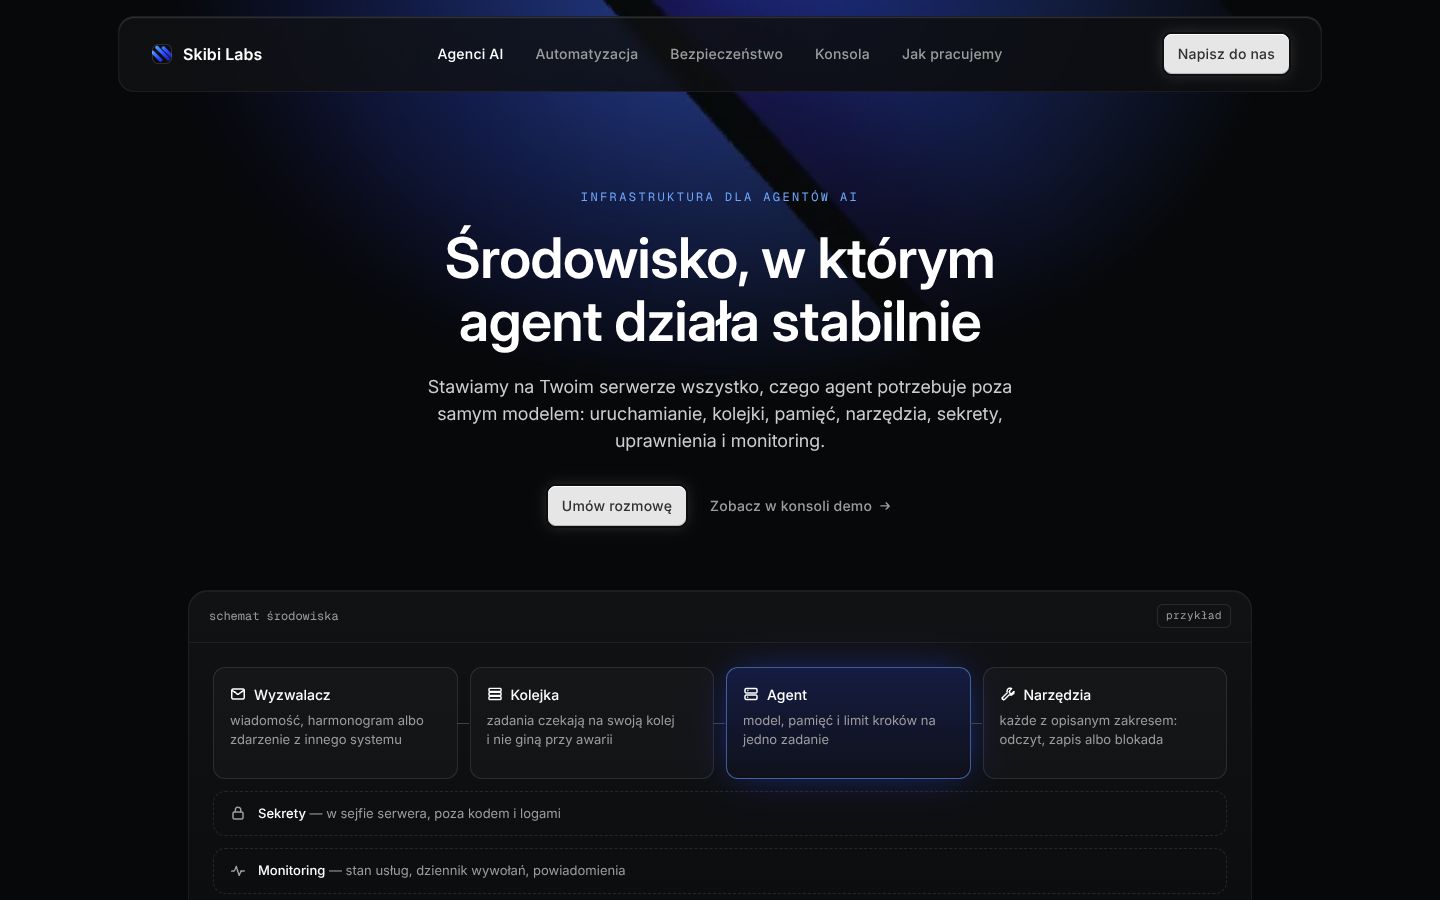 Skibi Labs
Agenci AI
Automatyzacja
Bezpieczeństwo
Konsola
Jak pracujemy
Napisz do nas
INFRASTRUKTURA DLA AGENTÓW AI
Środowisko, w którym
agent działa stabilnie
Stawiamy na Twoim serwerze wszystko, czego agent potrzebuje poza
samym modelem: uruchamianie, kolejki, pamięć, narzędzia, sekrety,
uprawnienia i monitoring.
Umów rozmowę
Zobacz w konsoli demo →
schemat środowiska
przykład
Wyzwalacz
wiadomość, harmonogram albo
zdarzenie z innego systemu
Kolejka
zadania czekają na swoją kolej
i nie giną przy awarii
Agent
model, pamięć i limit kroków na
jedno zadanie
Narzędzia
każde z opisanym zakresem:
odczyt, zapis albo blokada
Sekrety — w sejfie serwera, poza kodem i logami
Monitoring — stan usług, dziennik wywołań, powiadomienia